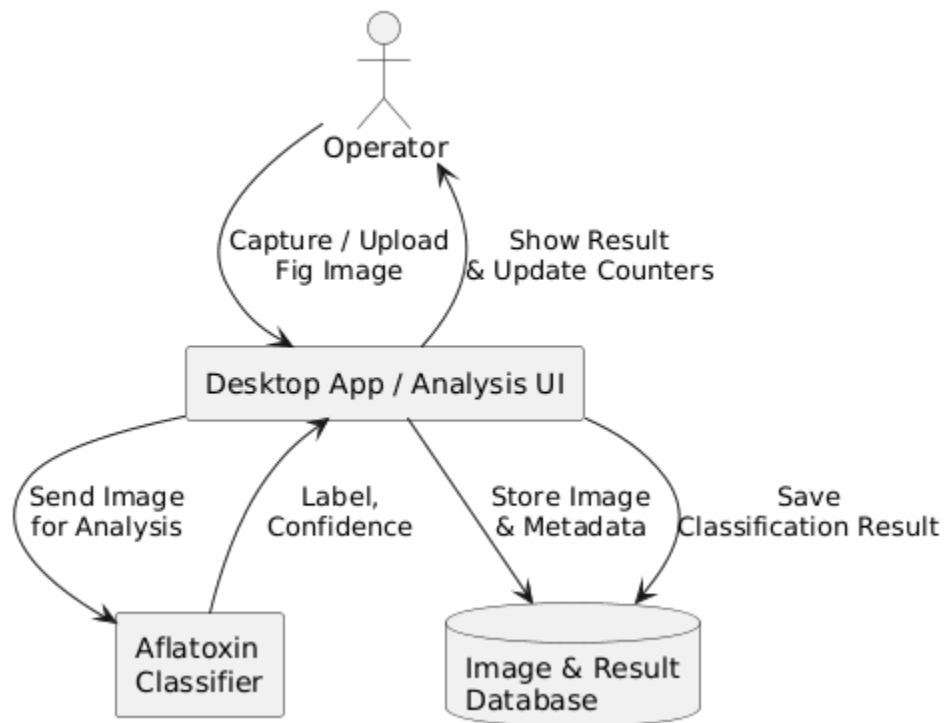 Operator
Capture / Upload
Fig Image
Show Result
& Update Counters
Desktop App / Analysis UI
Send Image
for Analysis
Label,
Confidence
Store Image
& Metadata
Save
Classification Result
Aflatoxin
Classifier
Image & Result
Database